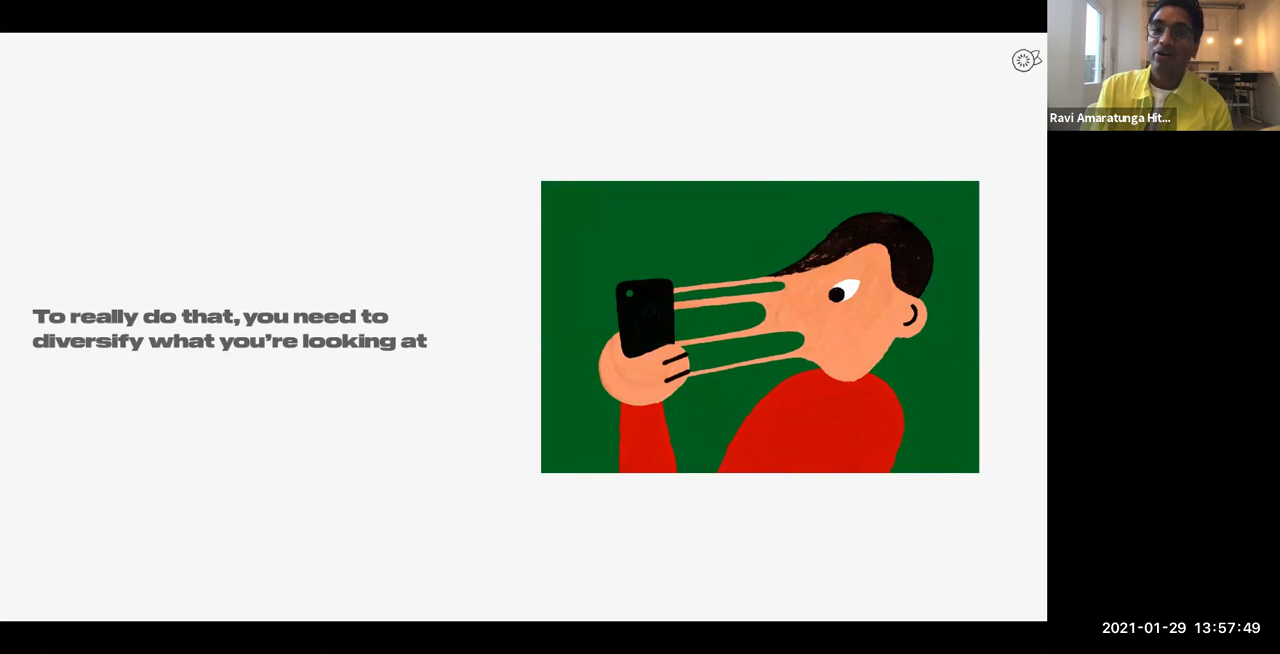 Ravi Amaratunga Hit...
To really do that, you need to
diversify what you're looking at
2021-01-29 13:57:49